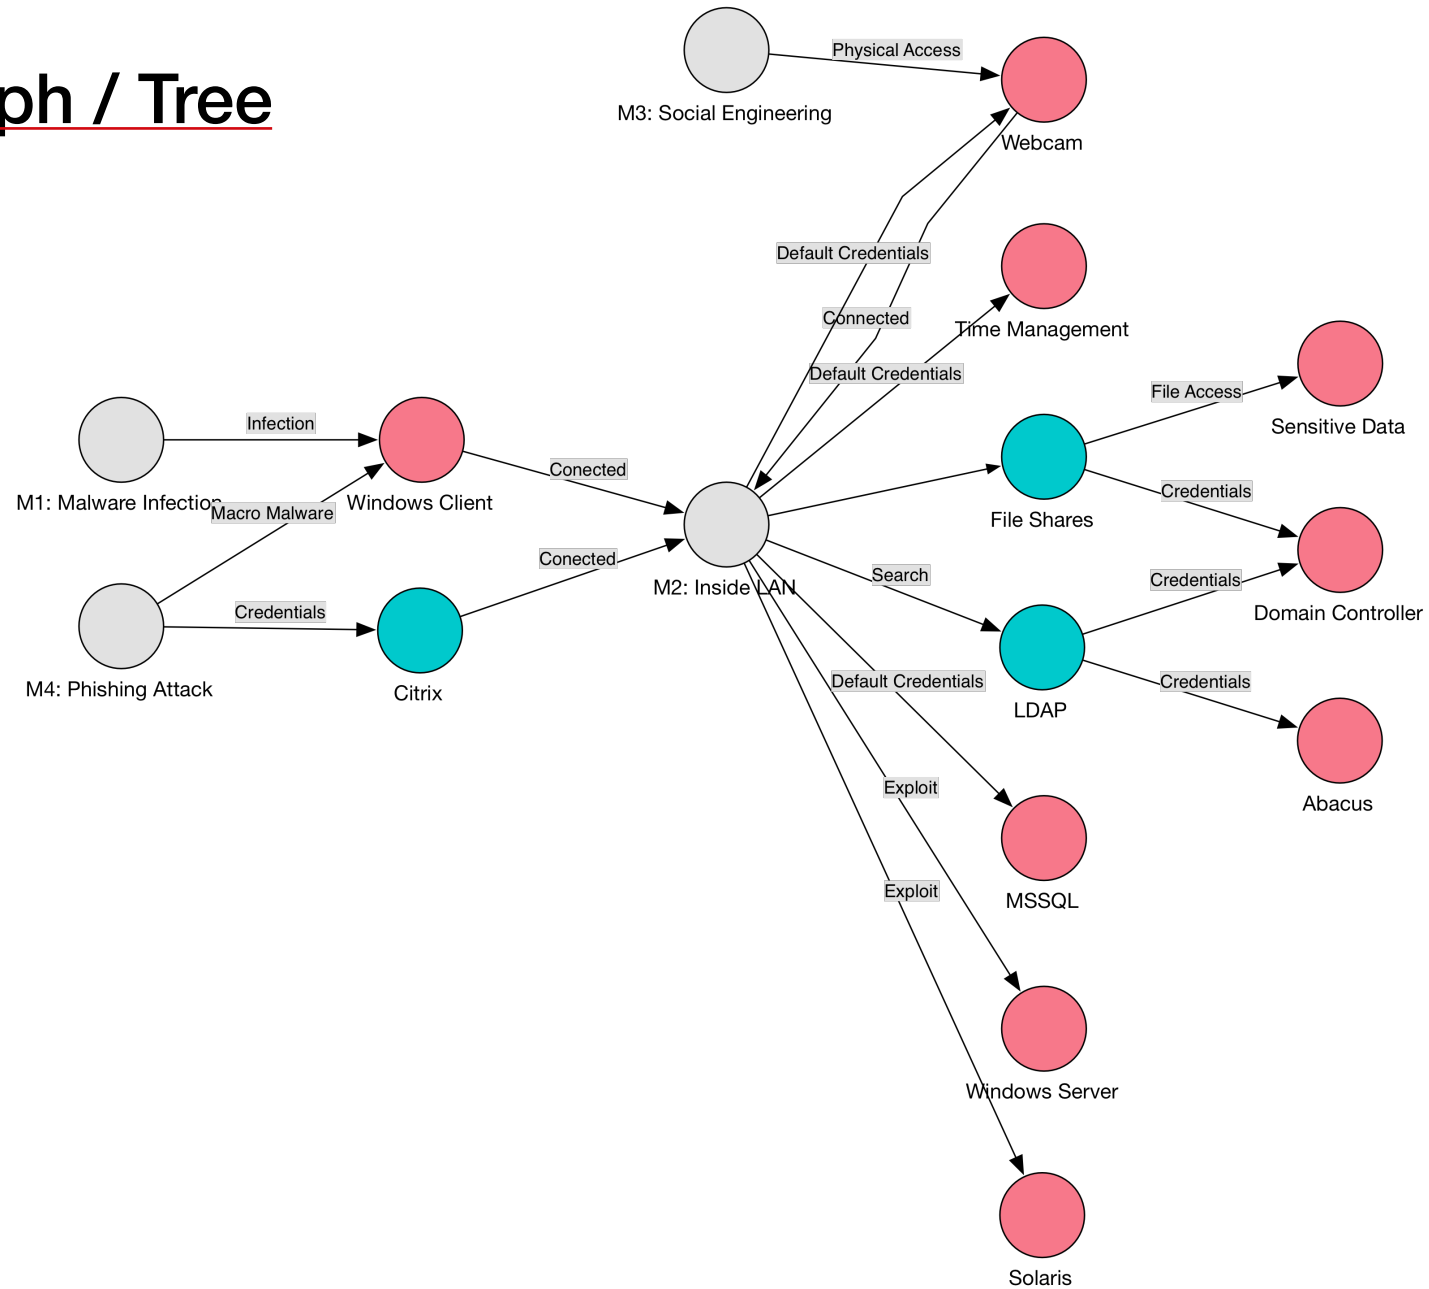 ph / Tree
Physical Access
M3: Social Engineering
Webcam
Default Credentials
Connected
Time Management
Default Credentials
File Access
Sensitive Data
Infection
Conected
M1: Malware Infection
Macro Malware
Windows Client
Credentials
File Shares
Conected
M2: Inside LAN
Search
Credentials
Domain Controller
Credentials
M4: Phishing Attack
Citrix
Default Credentials
LDAP
Credentials
Exploit
Abacus
Exploit
MSSQL
Windows Server
Solaris